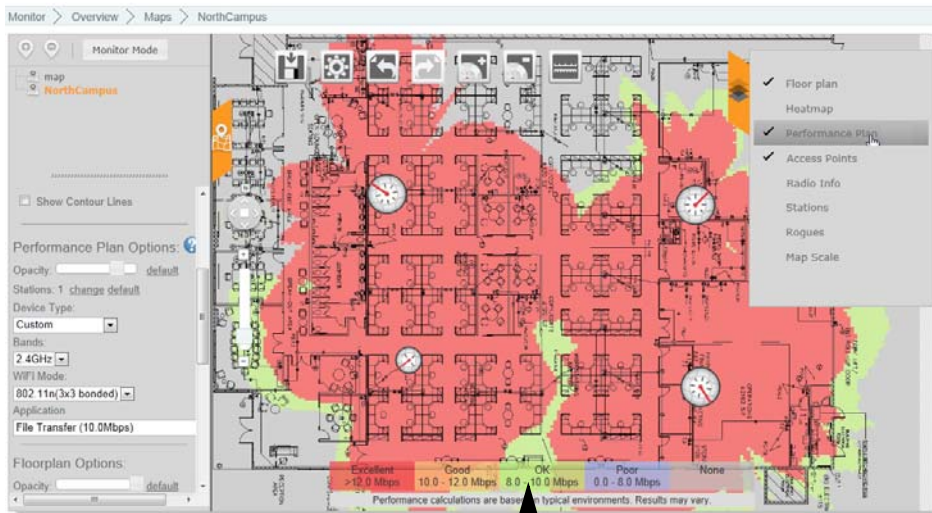 Monitor > Overview > Maps > NorthCampus
Monitor Mode
map
NorthCampus
Show Contour Lines
Performance Plan Options:
Opacity: default
Stations: 1 change default
Device Type:
Custom
Bands:
2.4GHz
WIFI Mode:
802.11n(3x3 bonded)
Application
File Transfer (10.0Mbps)
Floorplan Options:
Opacity: default
Floor plan
Heatmap
Performance Plan
Access Points
Radio Info
Stations
Rogues
Map Scale
Excellent
>12.0 Mbps
Good
10.0 - 12.0 Mbps
OK
8.0 - 10.0 Mbps
Poor
0.0 - 8.0 Mbps
None
Performance calculations are based on typical environments. Results may vary.